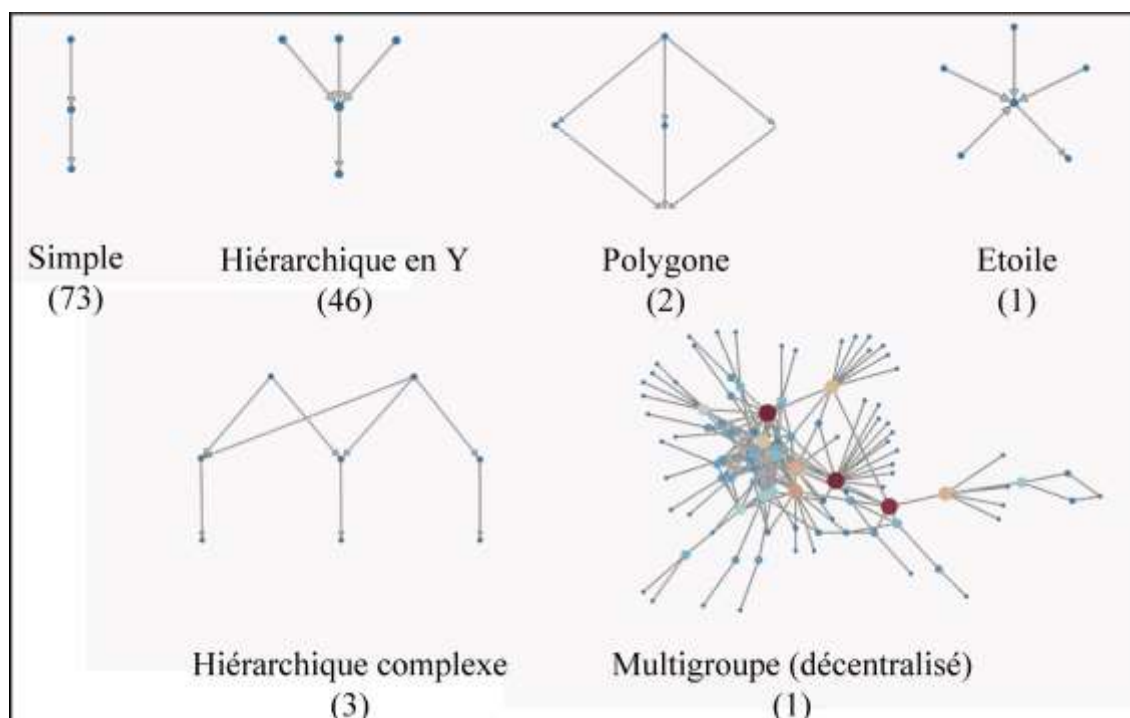 Simple
(73)
Hiérarchique en Y
(46)
Polygone
(2)
Etoile
(1)
Hiérarchique complexe
(3)
Multigroupe (décentralisé)
(1)